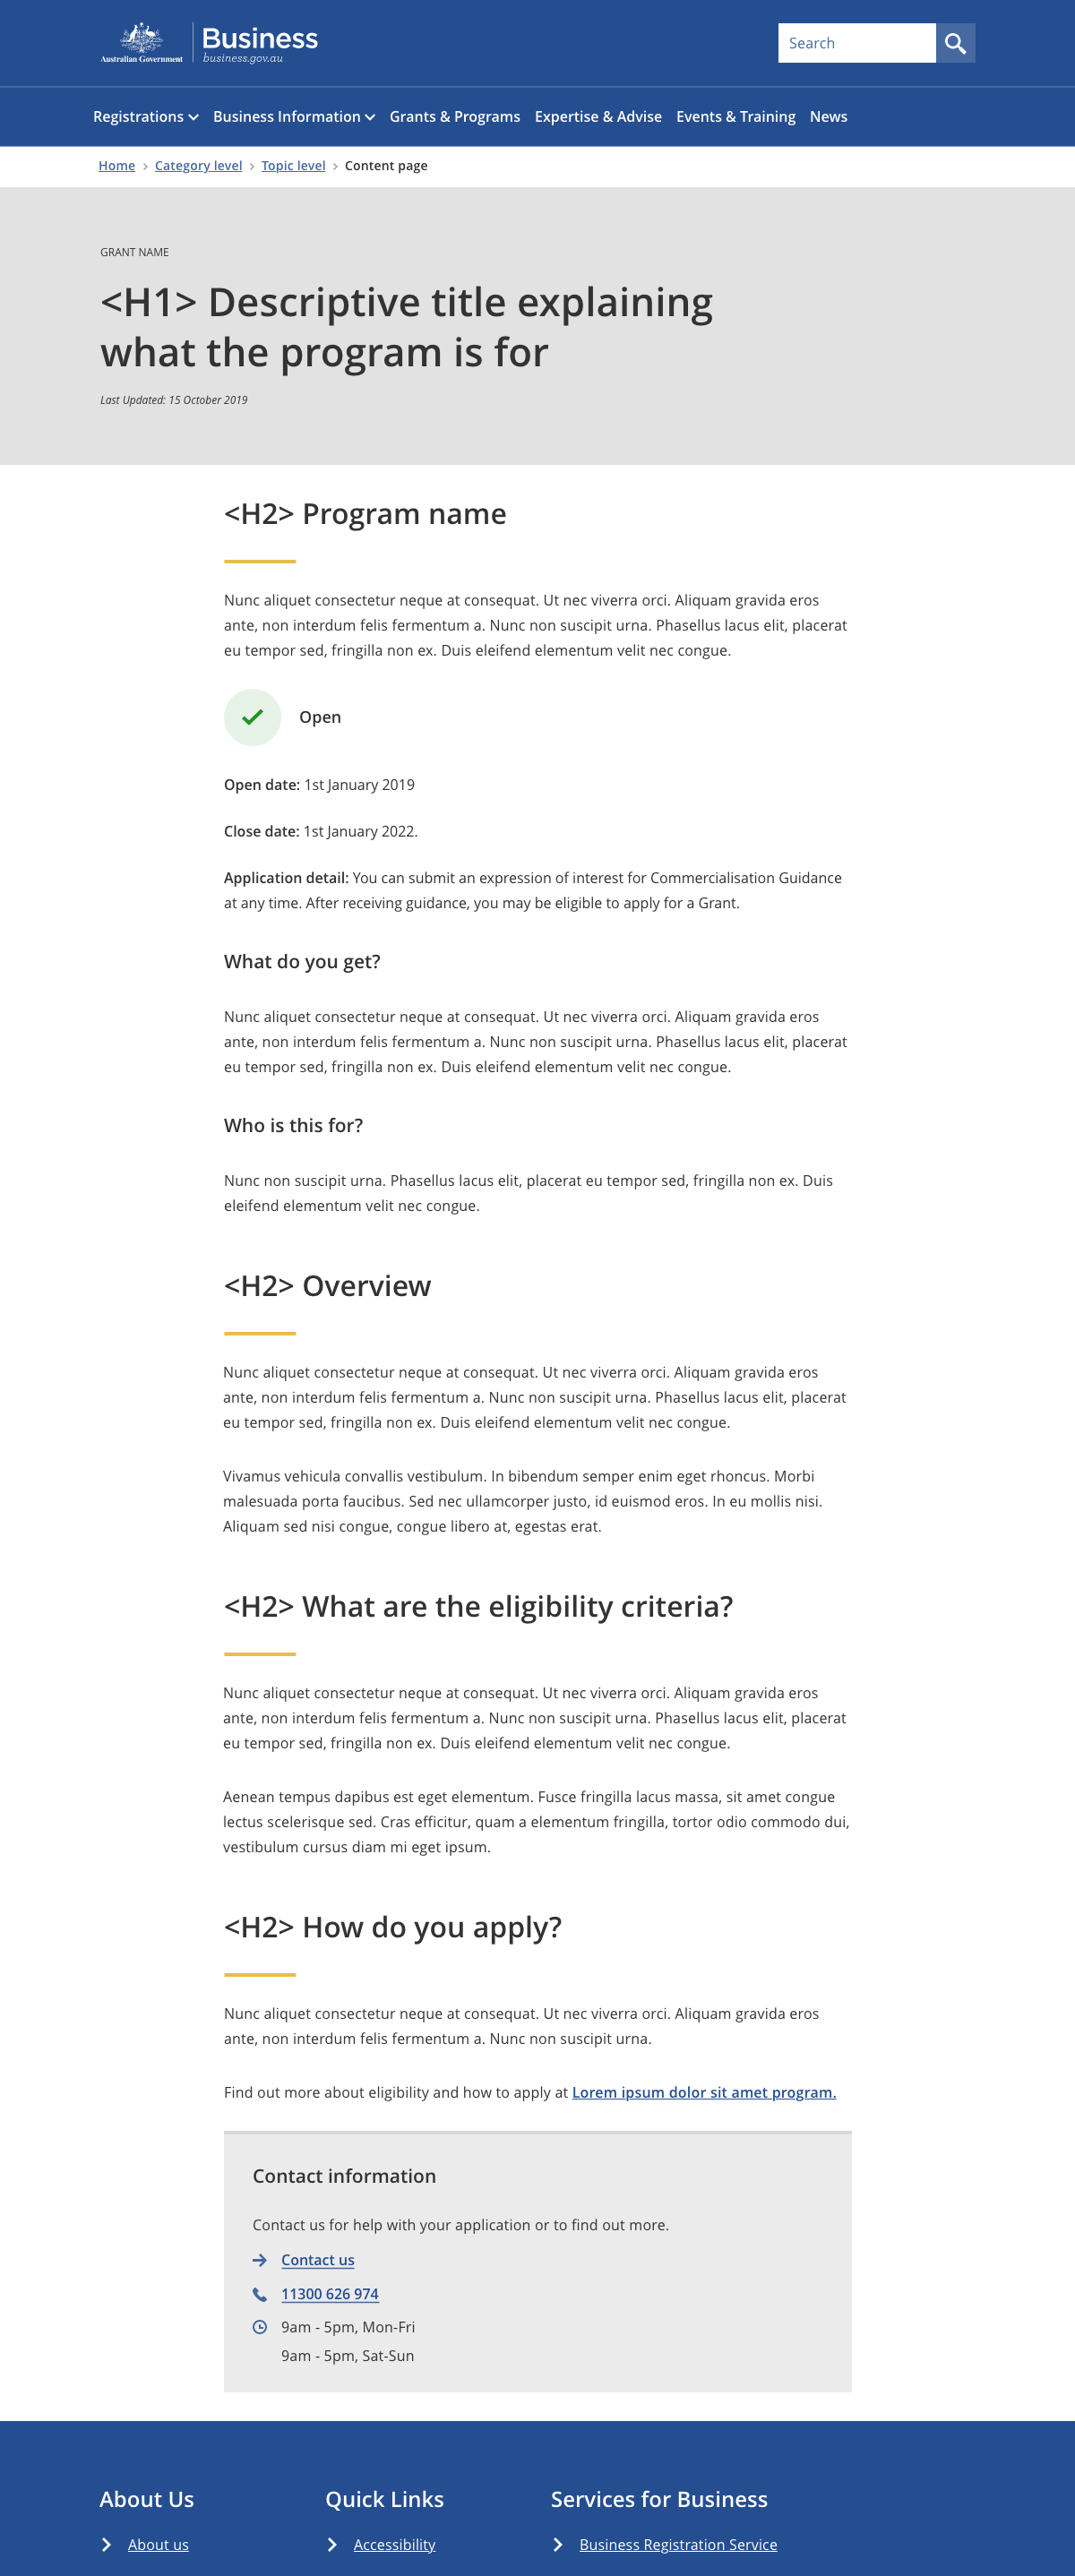 Australian Government
Business
business.gov.au
Search
Registrations Business Information Grants & Programs Expertise & Advise Events & Training News
Home > Category level > Topic level > Content page
GRANT NAME
<H1> Descriptive title explaining
what the program is for
Last Updated: 15 October 2019
<H2> Program name
Nunc aliquet consectetur neque at consequat. Ut nec viverra orci. Aliquam gravida eros
ante, non interdum felis fermentum a. Nunc non suscipit urna. Phasellus lacus elit, placerat
eu tempor sed, fringilla non ex. Duis eleifend elementum velit nec congue.
Open
Open date: 1st January 2019
Close date: 1st January 2022.
Application detail: You can submit an expression of interest for Commercialisation Guidance
at any time. After receiving guidance, you may be eligible to apply for a Grant.
What do you get?
Nunc aliquet consectetur neque at consequat. Ut nec viverra orci. Aliquam gravida eros
ante, non interdum felis fermentum a. Nunc non suscipit urna. Phasellus lacus elit, placerat
eu tempor sed, fringilla non ex. Duis eleifend elementum velit nec congue.
Who is this for?
Nunc non suscipit urna. Phasellus lacus elit, placerat eu tempor sed, fringilla non ex. Duis
eleifend elementum velit nec congue.
<H2> Overview
Nunc aliquet consectetur neque at consequat. Ut nec viverra orci. Aliquam gravida eros
ante, non interdum felis fermentum a. Nunc non suscipit urna. Phasellus lacus elit, placerat
eu tempor sed, fringilla non ex. Duis eleifend elementum velit nec congue.
Vivamus vehicula convallis vestibulum. In bibendum semper enim eget rhoncus. Morbi
malesuada porta faucibus. Sed nec ullamcorper justo, id euismod eros. In eu mollis nisi.
Aliquam sed nisi congue, congue libero at, egestas erat.
<H2> What are the eligibility criteria?
Nunc aliquet consectetur neque at consequat. Ut nec viverra orci. Aliquam gravida eros
ante, non interdum felis fermentum a. Nunc non suscipit urna. Phasellus lacus elit, placerat
eu tempor sed, fringilla non ex. Duis eleifend elementum velit nec congue.
Aenean tempus dapibus est eget elementum. Fusce fringilla lacus massa, sit amet congue
lectus scelerisque sed. Cras efficitur, quam a elementum fringilla, tortor odio commodo dui,
vestibulum cursus diam mi eget ipsum.
<H2> How do you apply?
Nunc aliquet consectetur neque at consequat. Ut nec viverra orci. Aliquam gravida eros
ante, non interdum felis fermentum a. Nunc non suscipit urna.
Find out more about eligibility and how to apply at Lorem ipsum dolor sit amet program.
Contact information
Contact us for help with your application or to find out more.
Contact us
11300 626 974
9am - 5pm, Mon-Fri
9am - 5pm, Sat-Sun
About Us Quick Links Services for Business
About us Accessibility Business Registration Service